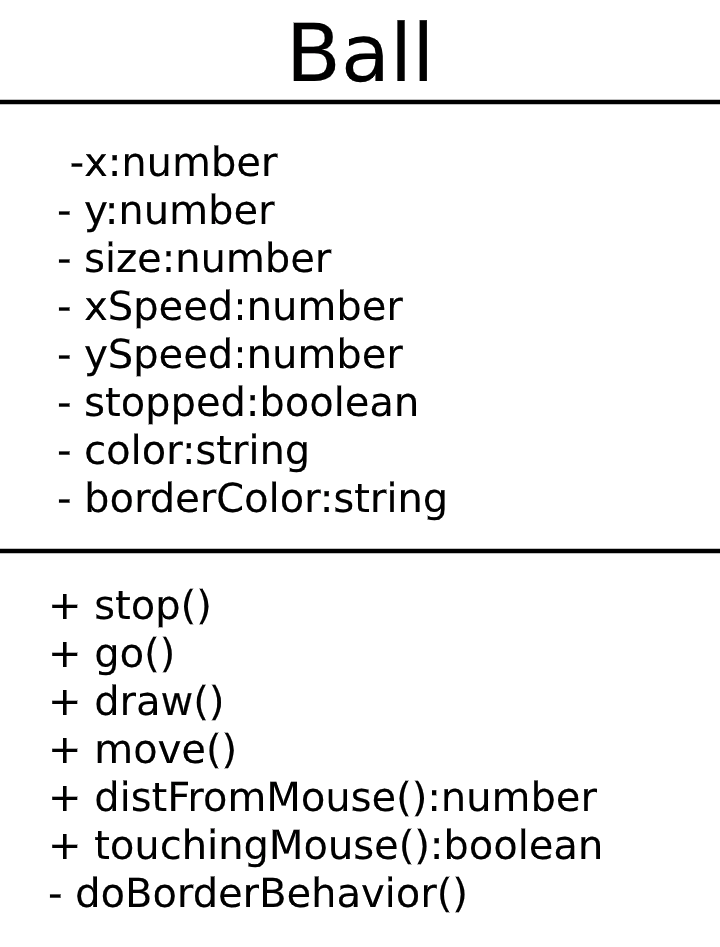 Ball
-x:number
- y:number
- size:number
- xSpeed:number
- ySpeed:number
- stopped:boolean
- color:string
- borderColor:string
+ stop()
+ go()
+ draw()
+ move()
+ distFromMouse():number
+ touchingMouse():boolean
- doBorderBehavior()